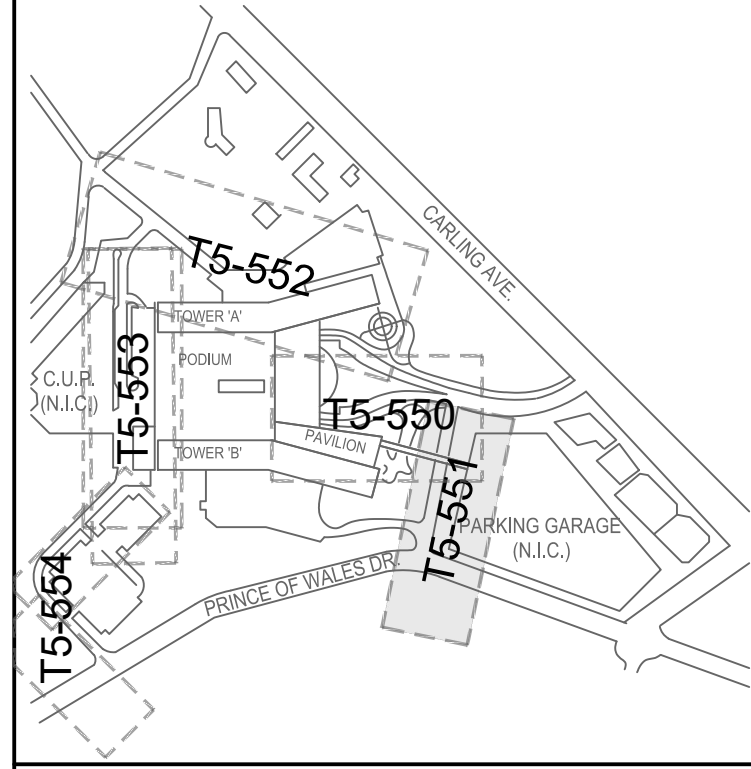 CARLING AVE.
T5-552
TOWER 'A'
T5-553
PODIUM
C.U.P.
(N.I.C.)
T5-550
PAVILION
TOWER 'B'
T5-551
PARKING GARAGE
(N.I.C.)
T5-554
PRINCE OF WALES DR.